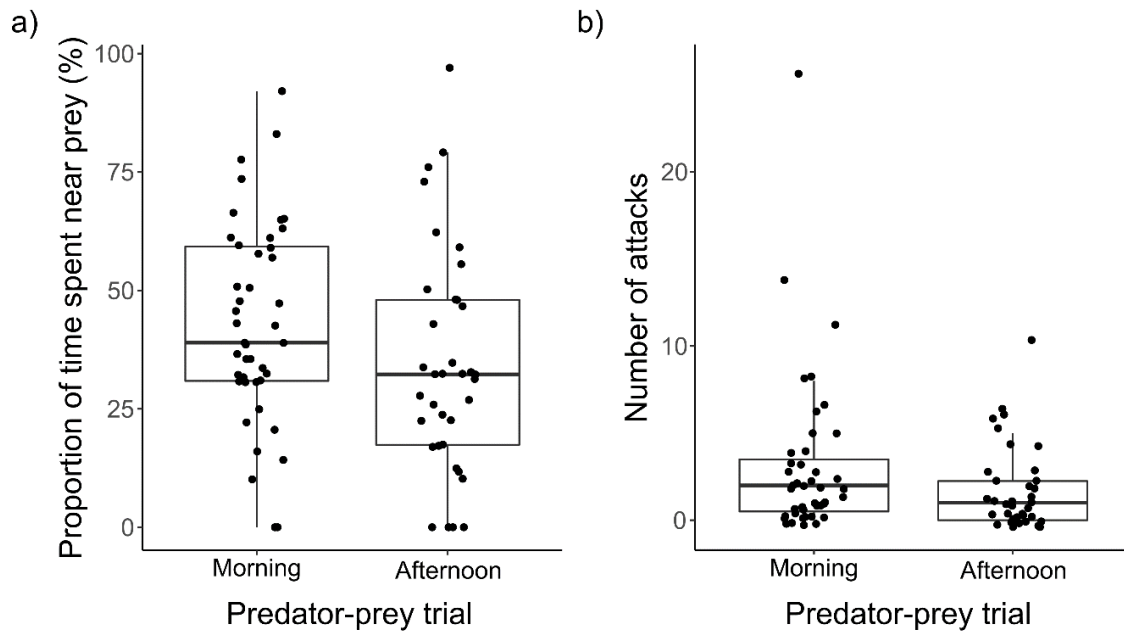 a)
Proportion of time spent near prey (%)
100
75
50
25
0
Morning
Afternoon
Predator-prey trial
b)
Number of attacks
20
10
0
Morning
Afternoon
Predator-prey trial